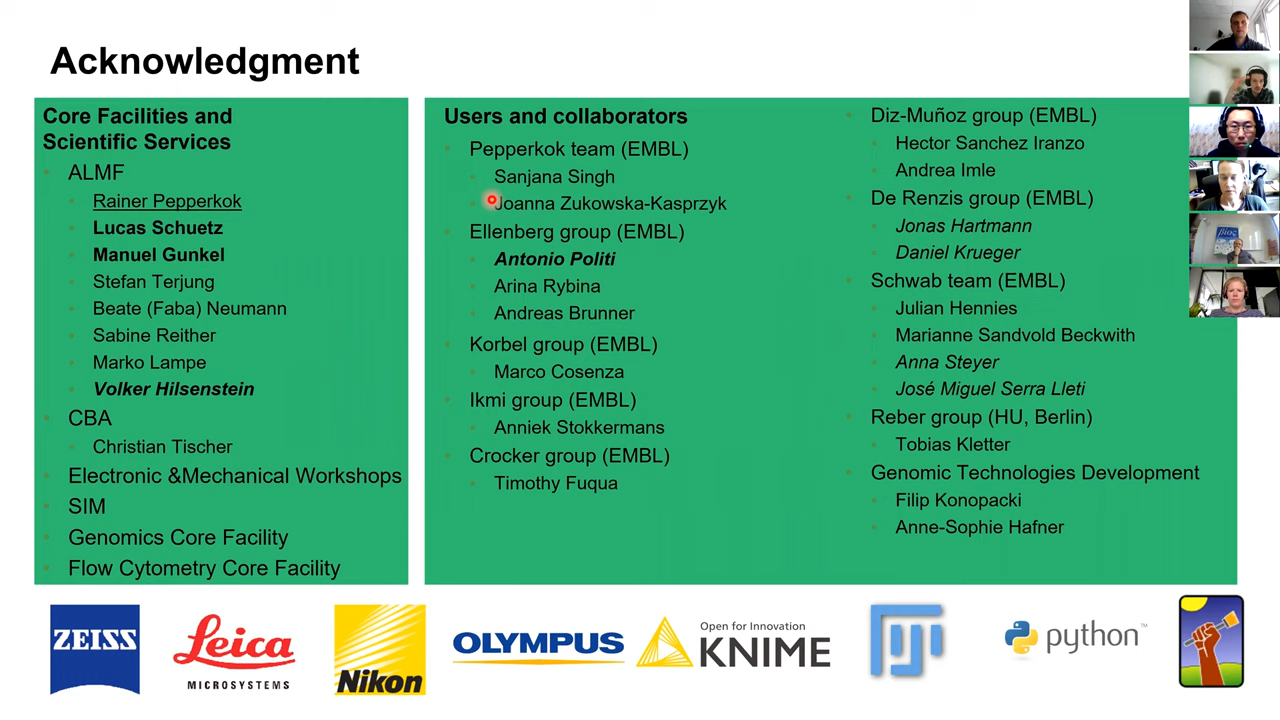 Acknowledgment
Core Facilities and
Scientific Services
ALMF
Rainer Pepperkok
Lucas Schuetz
Manuel Gunkel
Stefan Terjung
Beate (Faba) Neumann
Sabine Reither
Marko Lampe
Volker Hilsenstein
CBA
Christian Tischer
Electronic &Mechanical Workshops
SIM
Genomics Core Facility
Flow Cytometry Core Facility
Users and collaborators
Pepperkok team (EMBL)
Sanjana Singh
Joanna Zukowska-Kasprzyk
Ellenberg group (EMBL)
Antonio Politi
Arina Rybina
Andreas Brunner
Korbel group (EMBL)
Marco Cosenza
Ikmi group (EMBL)
Anniek Stokkermans
Crocker group (EMBL)
Timothy Fuqua
Diz-Muñoz group (EMBL)
Hector Sanchez Iranzo
Andrea Imle
De Renzis group (EMBL)
Jonas Hartmann
Daniel Krueger
Schwab team (EMBL)
Julian Hennies
Marianne Sandvold Beckwith
Anna Steyer
José Miguel Serra Lleti
Reber group (HU, Berlin)
Tobias Kletter
Genomic Technologies Development
Filip Konopacki
Anne-Sophie Hafner
ZEISS
Leica
MICROSYSTEMS
Nikon
OLYMPUS
Open for Innovation
KNIME
python™